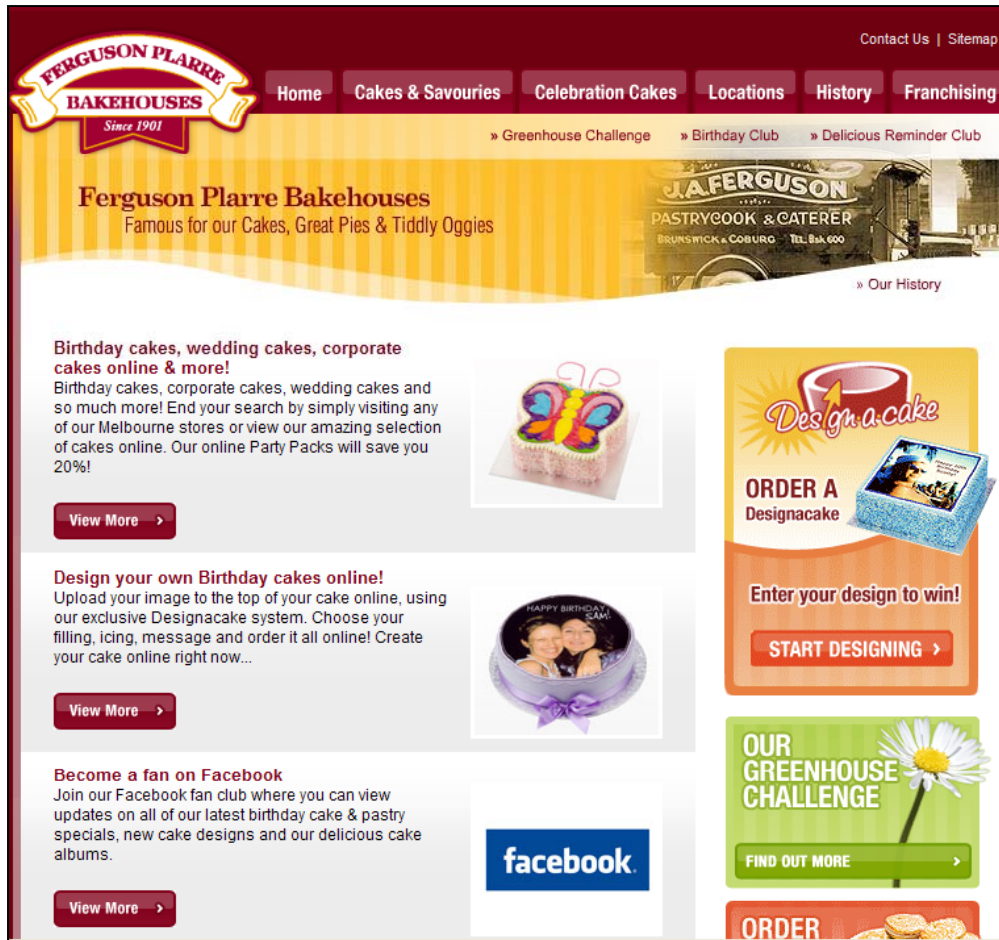 Contact Us | Sitemap
FERGUSON PLARRE
BAKEHOUSES
Since 1901
Home
Cakes & Savouries
Celebration Cakes
Locations
History
Franchising
» Greenhouse Challenge
» Birthday Club
» Delicious Reminder Club
Ferguson Plarre Bakehouses
Famous for our Cakes, Great Pies & Tiddly Oggies
J.A.FERGUSON
PASTRYCOOK & CATERER
BRUNSWICK & COBURG TEL. Bsk 600
» Our History
Birthday cakes, wedding cakes, corporate
cakes online & more!
Birthday cakes, corporate cakes, wedding cakes and
so much more! End your search by simply visiting any
of our Melbourne stores or view our amazing selection
of cakes online. Our online Party Packs will save you
20%!
View More
Design your own Birthday cakes online!
Upload your image to the top of your cake online, using
our exclusive Designacake system. Choose your
filling, icing, message and order it all online! Create
your cake online right now...
View More
HAPPY BIRTHDAY
SAM!
Become a fan on Facebook
Join our Facebook fan club where you can view
updates on all of our latest birthday cake & pastry
specials, new cake designs and our delicious cake
albums.
View More
facebook
Design-a-cake
ORDER A
Designacake
Enter your design to win!
START DESIGNING
OUR
GREENHOUSE
CHALLENGE
FIND OUT MORE
ORDER